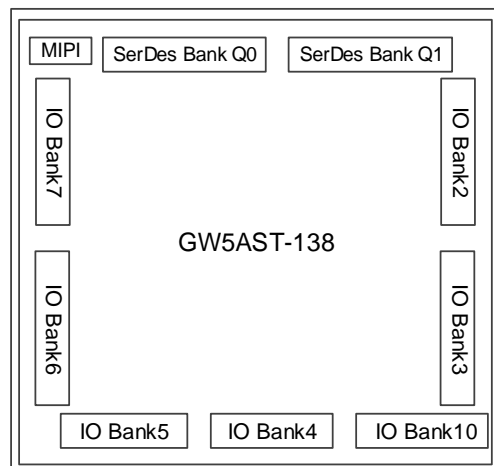 MIPI
SerDes Bank Q0
SerDes Bank Q1
IO Bank7
IO Bank2
GW5AST-138
IO Bank6
IO Bank3
IO Bank5
IO Bank4
IO Bank10